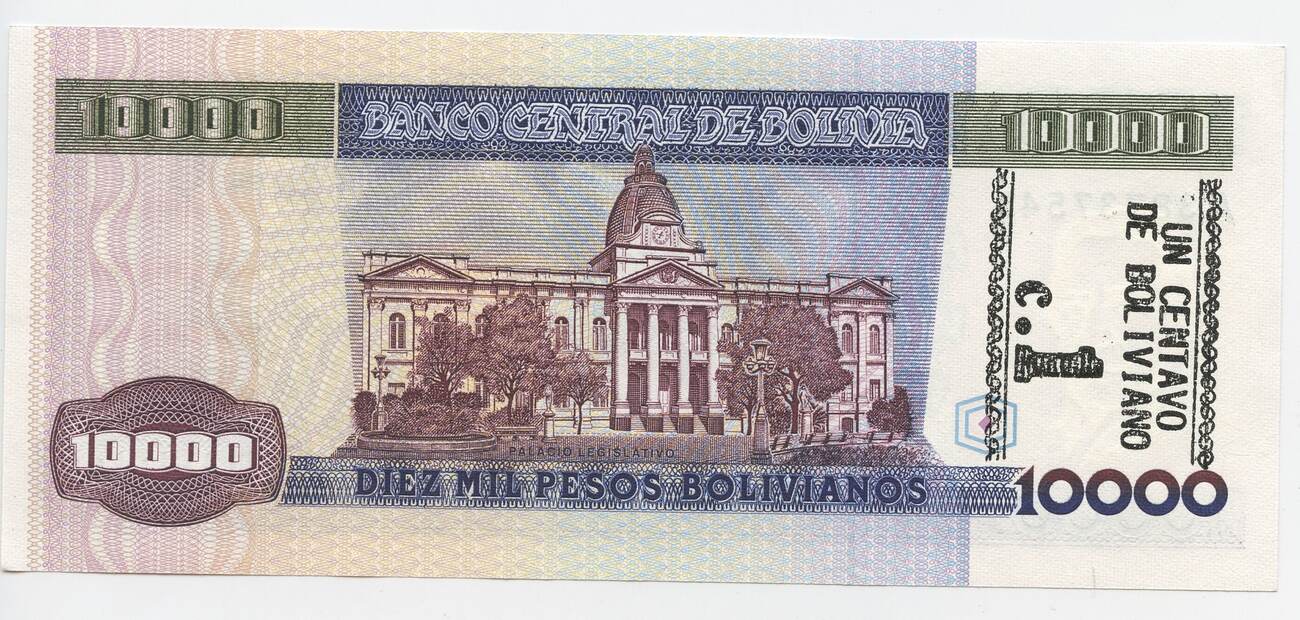 10000
BANCO CENTRAL DE BOLIVIA
10000
UN CENTAVO
DE BOLIVIANO
c.1
PALACIO LEGISLATIVO
10000
DIEZ MIL PESOS BOLIVIANOS
10000